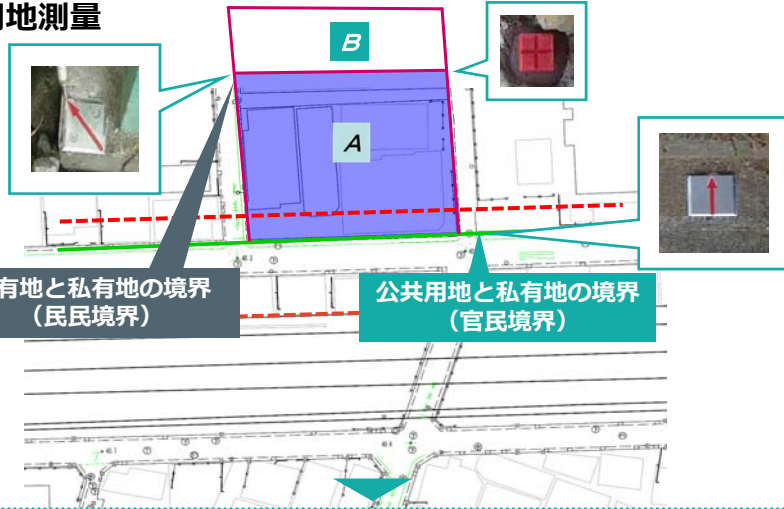 地測量
B
A
有地と私有地の境界
（民民境界）
公共用地と私有地の境界
（官民境界）